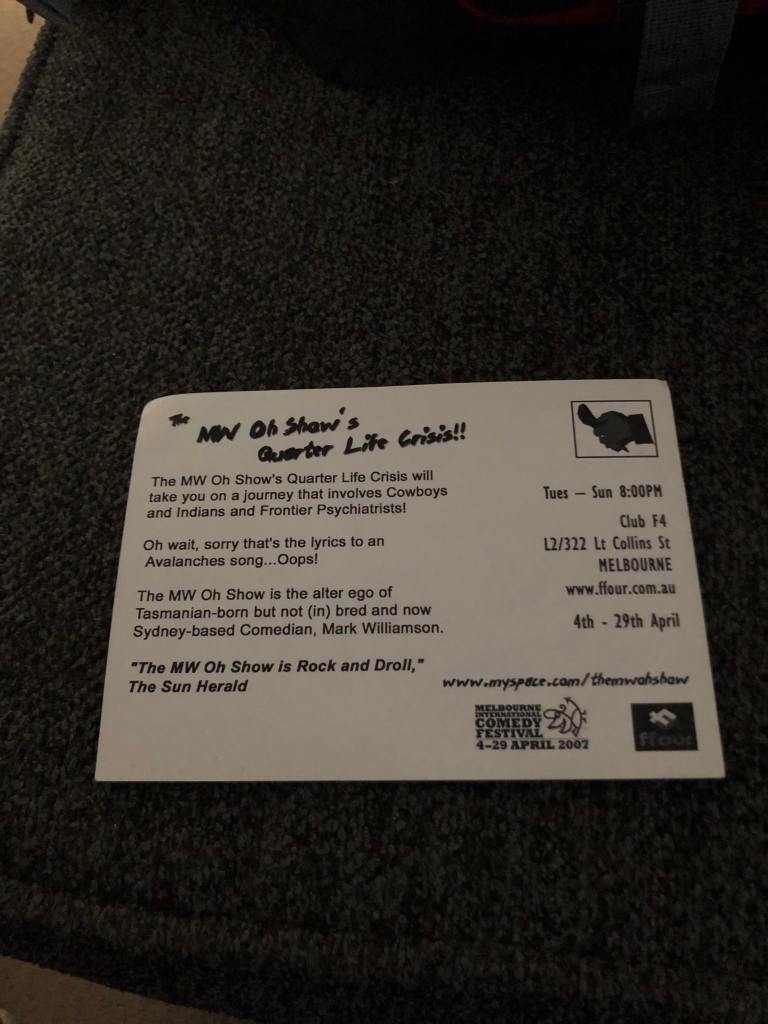 The MW Oh Show's
Quarter Life Crisis!!
The MW Oh Show's Quarter Life Crisis will
take you on a journey that involves Cowboys
and Indians and Frontier Psychiatrists!
Oh wait, sorry that's the lyrics to an
Avalanches song...Oops!
The MW Oh Show is the alter ego of
Tasmanian-born but not (in) bred and now
Sydney-based Comedian, Mark Williamson.
"The MW Oh Show is Rock and Droll,"
The Sun Herald
Tues – Sun 8:00PM
Club F4
L2/322 Lt Collins St
MELBOURNE
www.ffour.com.au
4th - 29th April
www.myspace.com/themwohshow
MELBOURNE
INTERNATIONAL
COMEDY
FESTIVAL
4-29 APRIL 2007
ffour